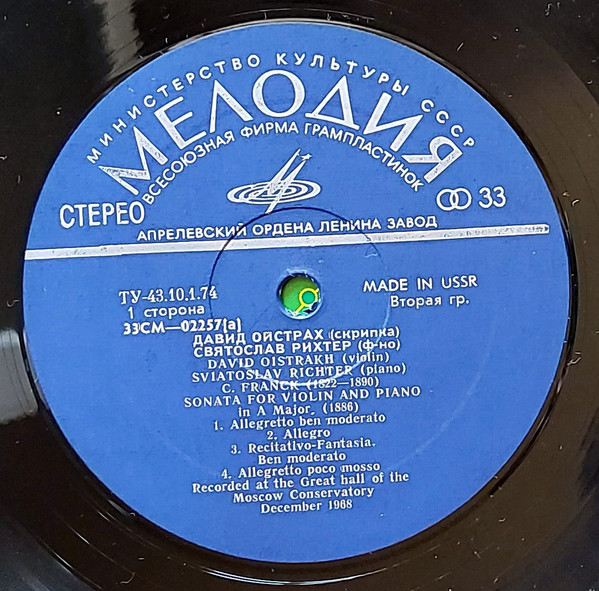 МИНИСТЕРСТВО КУЛЬТУРЫ СССР
МЕЛОДИЯ
ВСЕСОЮЗНАЯ ФИРМА ГРАМПЛАСТИНОК
СТЕРЕО
33
АПРЕЛЕВСКИЙ ОРДЕНА ЛЕНИНА ЗАВОД
ТУ-43.10.1.74
1 сторона
33СМ—02257(а)
MADE IN USSR
Вторая гр.
ДАВИД ОЙСТРАХ (скрипка)
СВЯТОСЛАВ РИХТЕР (ф-но)
DAVID OISTRAKH (violin)
SVIATOSLAV RICHTER (piano)
C. FRANCK (1822—1890)
SONATA FOR VIOLIN AND PIANO
in A Major. (1886)
1. Allegretto ben moderato
2. Allegro
3. Recitativo-Fantasia.
Ben moderato
4. Allegretto poco mosso
Recorded at the Great hall of the
Moscow Conservatory
December 1968